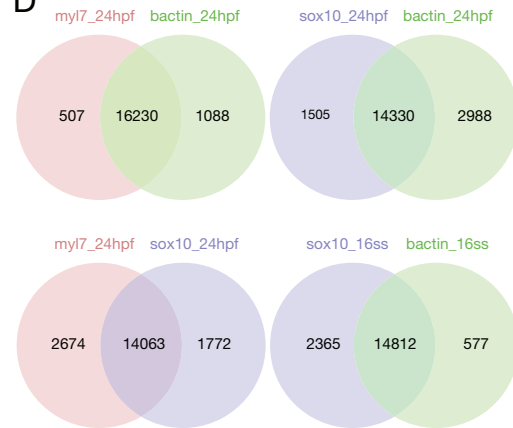 D
myl7_24hpf bactin_24hpf sox10_24hpf bactin_24hpf
507 16230 1088 1505 14330 2988
myl7_24hpf sox10_24hpf sox10_16ss bactin_16ss
2674 14063 1772 2365 14812 577